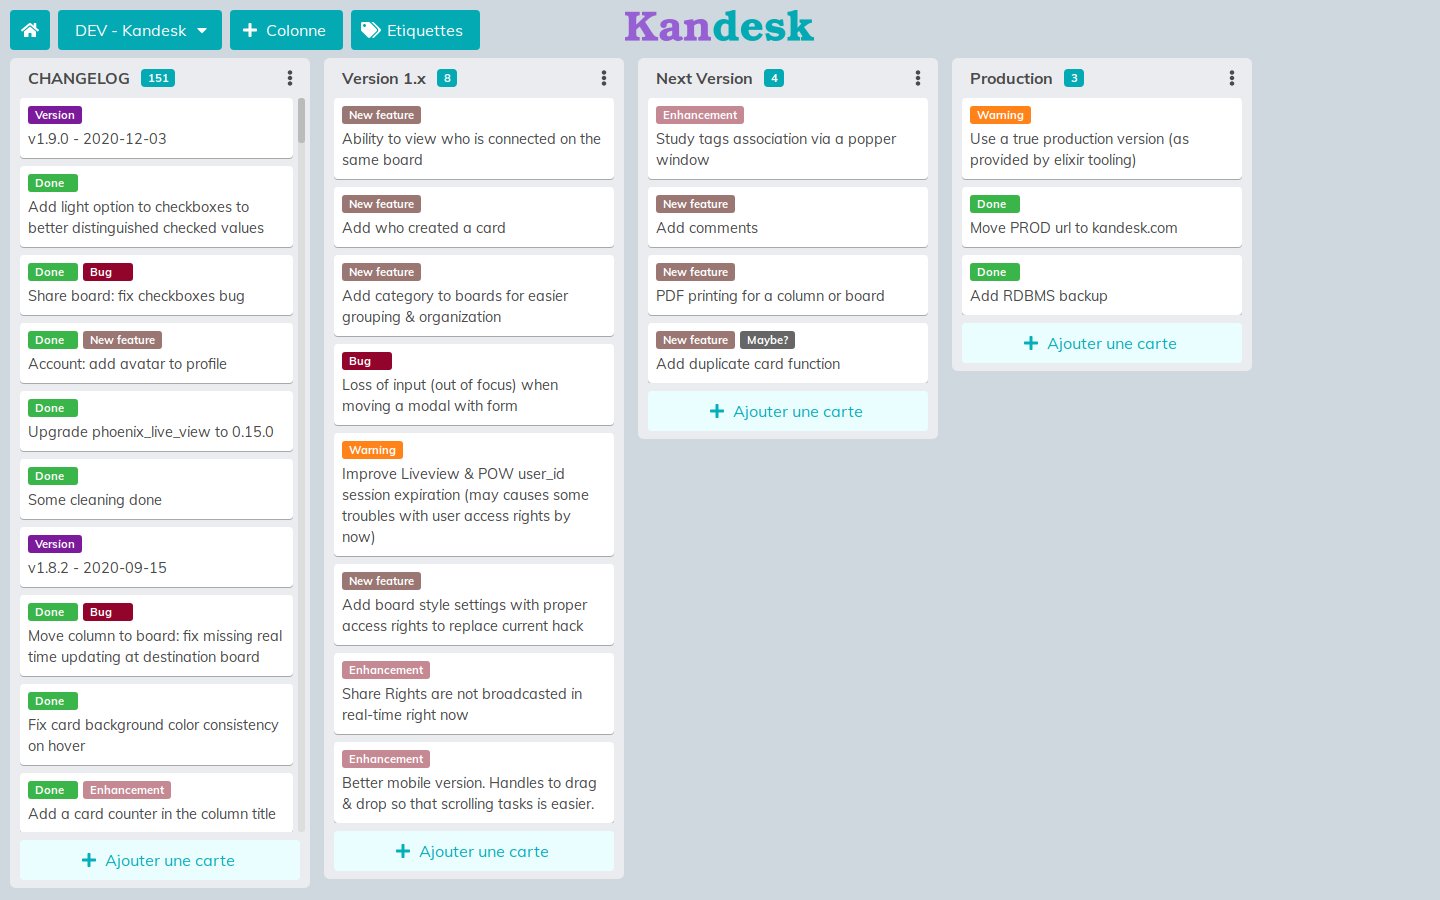 DEV - Kandesk
Colonne
Etiquettes
Kandesk
CHANGELOG 151
Version
v1.9.0 - 2020-12-03
Done
Add light option to checkboxes to
better distinguished checked values
Done Bug
Share board: fix checkboxes bug
Done New feature
Account: add avatar to profile
Done
Upgrade phoenix_live_view to 0.15.0
Done
Some cleaning done
Version
v1.8.2 - 2020-09-15
Done Bug
Move column to board: fix missing real
time updating at destination board
Done
Fix card background color consistency
on hover
Done Enhancement
Add a card counter in the column title
Ajouter une carte
Version 1.x 8
New feature
Ability to view who is connected on the
same board
New feature
Add who created a card
New feature
Add category to boards for easier
grouping & organization
Bug
Loss of input (out of focus) when
moving a modal with form
Warning
Improve Liveview & POW user_id
session expiration (may causes some
troubles with user access rights by
now)
New feature
Add board style settings with proper
access rights to replace current hack
Enhancement
Share Rights are not broadcasted in
real-time right now
Enhancement
Better mobile version. Handles to drag
& drop so that scrolling tasks is easier.
Ajouter une carte
Next Version 4
Enhancement
Study tags association via a popper
window
New feature
Add comments
New feature
PDF printing for a column or board
New feature Maybe?
Add duplicate card function
Ajouter une carte
Production 3
Warning
Use a true production version (as
provided by elixir tooling)
Done
Move PROD url to kandesk.com
Done
Add RDBMS backup
Ajouter une carte